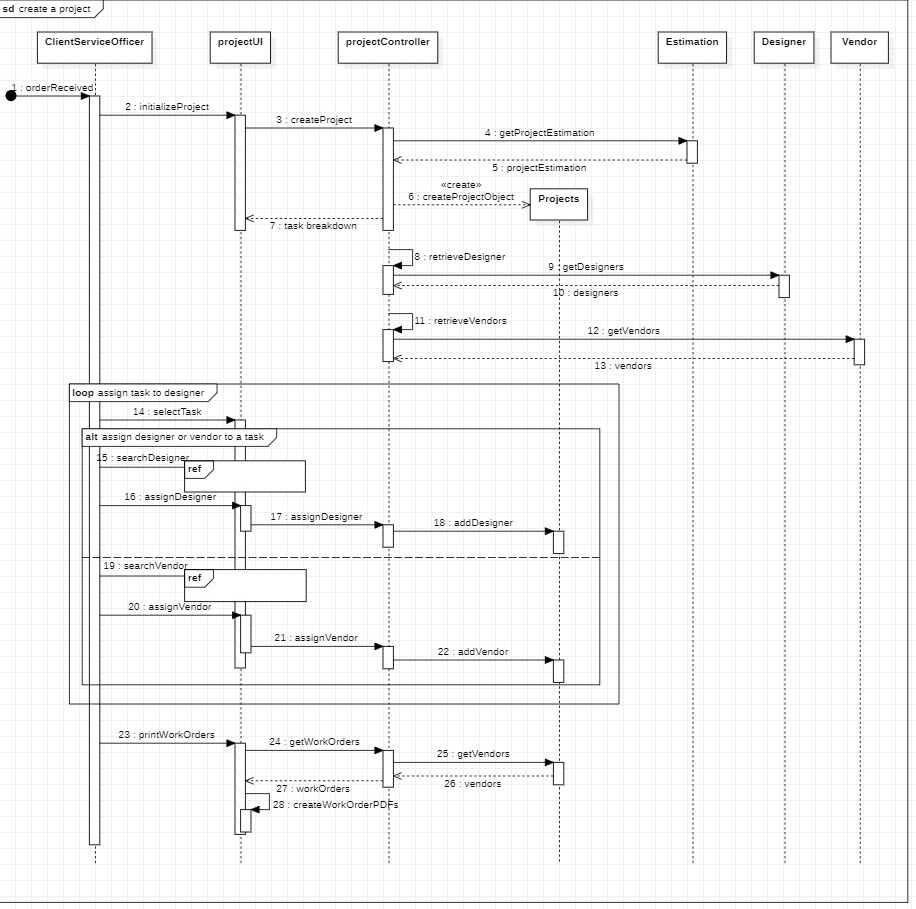 sd create a project
ClientServiceOfficer
projectUI
projectController
Estimation
Designer
Vendor
1 : orderReceived
2 : initializeProject
3 : createProject
4 : getProjectEstimation
5 : projectEstimation
«create»
6 : createProjectObject
Projects
7 : task breakdown
8 : retrieveDesigner
9 : getDesigners
10 : designers
11 : retrieveVendors
12 : getVendors
13 : vendors
loop assign task to designer
14 : selectTask
alt assign designer or vendor to a task
15 : searchDesigner
ref
16 : assignDesigner
17 : assignDesigner
18 : addDesigner
19 : searchVendor
ref
20 : assignVendor
21 : assignVendor
22 : addVendor
23 : printWorkOrders
24 : getWorkOrders
25 : getVendors
26 : vendors
27 : workOrders
28 : createWorkOrderPDFs